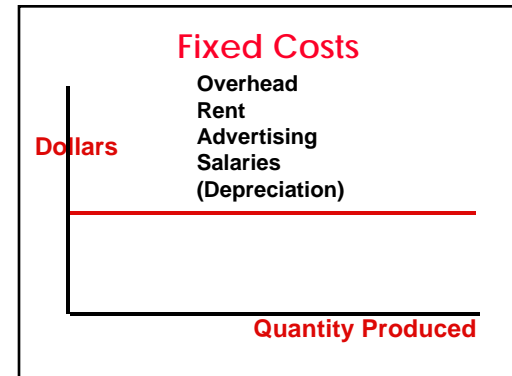 Fixed Costs
Overhead
Rent
Advertising
Dollars
Salaries
(Depreciation)
Quantity Produced